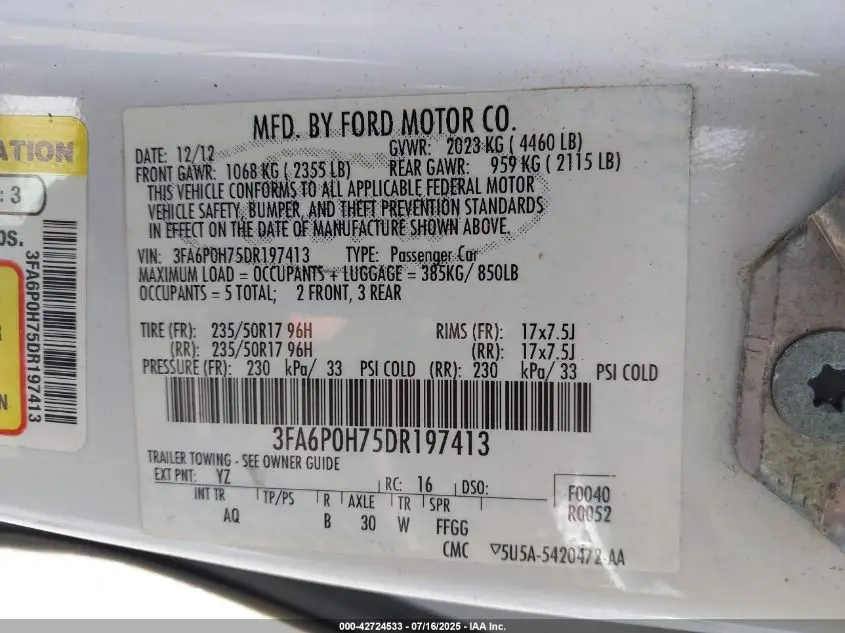 ATION
: 3
BS.
3FA6P0H75DR197413
N
MFD. BY FORD MOTOR CO.
DATE: 12/12 GVWR: 2023 KG ( 4460 LB)
FRONT GAWR: 1068 KG ( 2355 LB) REAR GAWR: 959 KG ( 2115 LB)
THIS VEHICLE CONFORMS TO ALL APPLICABLE FEDERAL MOTOR
VEHICLE SAFETY, BUMPER, AND THEFT PREVENTION STANDARDS
IN EFFECT ON THE DATE OF MANUFACTURE SHOWN ABOVE.
VIN: 3FA6P0H75DR197413 TYPE: Passenger Car
MAXIMUM LOAD = OCCUPANTS + LUGGAGE = 385KG/ 850LB
OCCUPANTS = 5 TOTAL; 2 FRONT, 3 REAR
TIRE (FR): 235/50R17 96H RIMS (FR): 17x7.5J
(RR): 235/50R17 96H (RR): 17x7.5J
PRESSURE (FR): 230 kPa/ 33 PSI COLD (RR): 230 kPa/ 33 PSI COLD
3FA6P0H75DR197413
TRAILER TOWING - SEE OWNER GUIDE
EXT PNT: YZ RC: 16 DSO:
INT TR TP/PS R AXLE TR SPR
AQ B 30 W FFGG
F0040
R0052
CMC ▽5U5A-5420472-AA
000-42724533 - 07/16/2025 - IAAI.COM